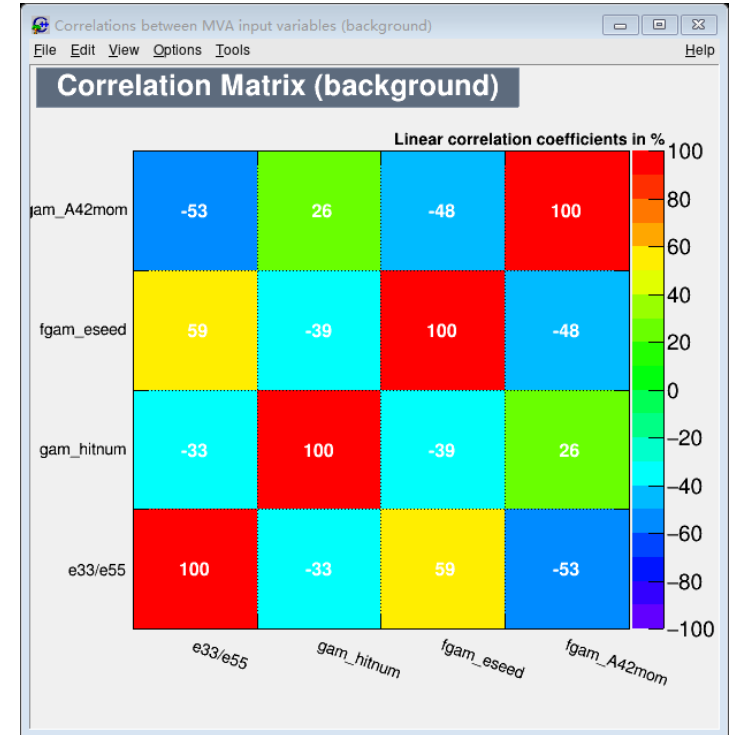 Correlations between MVA input variables (background)
File Edit View Options Tools Help
Correlation Matrix (background)
Linear correlation coefficients in %
gam_A42mom -53 26 -48 100
fgam_eseed 59 -39 100 -48
gam_hitnum -33 100 -39 26
e33/e55 100 -33 59 -53
e33/e55 gam_hitnum fgam_eseed fgam_A42mom
100
80
60
40
20
0
−20
−40
−60
−80
−100